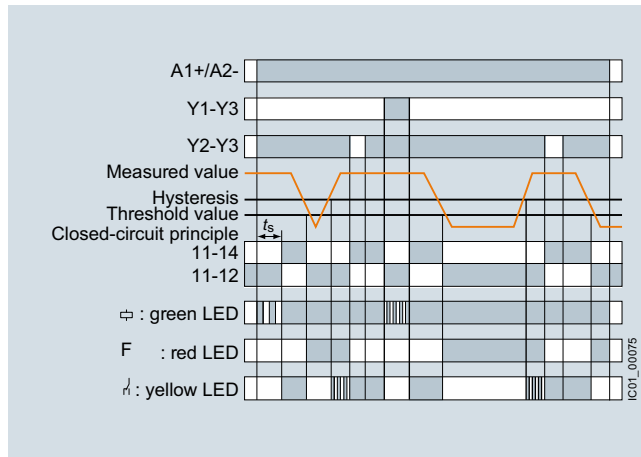 A1+/A2-
Y1-Y3
Y2-Y3
Measured value
Hysteresis
Threshold value
ts
Closed-circuit principle
11-14
11-12
: green LED
F : red LED
: yellow LED
IC01_00075